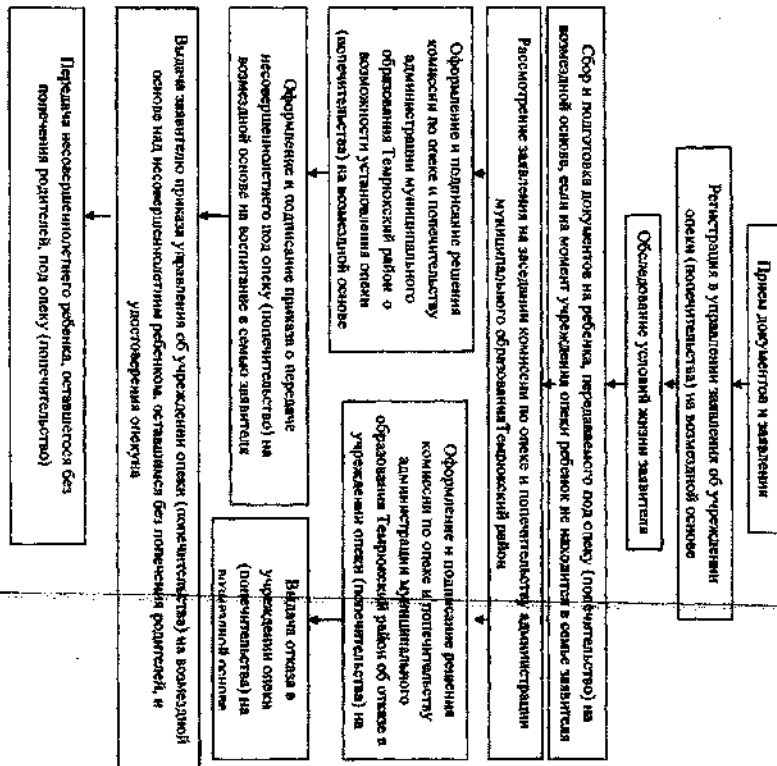 Прием документов и заявления
Регистрация в управлении заявления об учреждении
опеки (попечительства) на возмездной основе
Обследование условий жизни заявителя
Сбор и подготовка документов на ребенка, передаваемого под опеку (попечительство) на
возмездной основе, если на момент учреждения опеки ребенок не находится в семье заявителя
Рассмотрение заявления на заседании комиссии по опеке и попечительству администрации
муниципального образования Темрюкский район
Оформление и подписание решения
комиссии по опеке и попечительству
администрации муниципального
образования Темрюкский район о
возможности установления опеки
(попечительства) на возмездной основе
Оформление и подписание решения
комиссии по опеке и попечительству
администрации муниципального
образования Темрюкский район об отказе в
учреждении опеки (попечительства) на
Оформление и подписание приказа о передаче
несовершеннолетнего под опеку (попечительство) на
возмездной основе на воспитание в семью заявителя
Выдача отказа в
учреждении опеки
(попечительства) на
возмездной основе
Выдача заявителю приказа управления об учреждении опеки (попечительства) на возмездной
основе над несовершеннолетним ребенком, оставшимся без попечения родителей, и
удостоверения опекуна
Передача несовершеннолетнего ребенка, оставшегося без
попечения родителей, под опеку (попечительство)